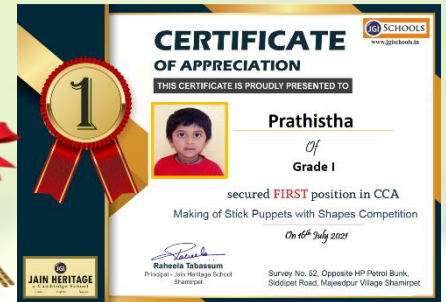 CERTIFICATE
OF APPRECIATION
JGI SCHOOLS
www.jgischools.in
THIS CERTIFICATE IS PROUDLY PRESENTED TO
1
Prathistha
Of
Grade I
secured FIRST position in CCA
Making of Stick Puppets with Shapes Competition
On 16th July 2021
Raheela Tabassum
Principal - Jain Heritage School
Shamirpet
Survey No. 52, Opposite HP Petrol Bunk,
Siddipet Road, Majeedpur Village Shamirpet
JGI
JAIN HERITAGE
a Cambridge School